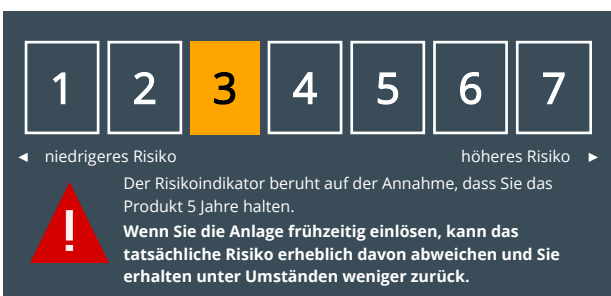 1 2 3 4 5 6 7
◄ niedrigeres Risiko höheres Risiko ►
Der Risikoindikator beruht auf der Annahme, dass Sie das
Produkt 5 Jahre halten.
Wenn Sie die Anlage frühzeitig einlösen, kann das
tatsächliche Risiko erheblich davon abweichen und Sie
erhalten unter Umständen weniger zurück.
!